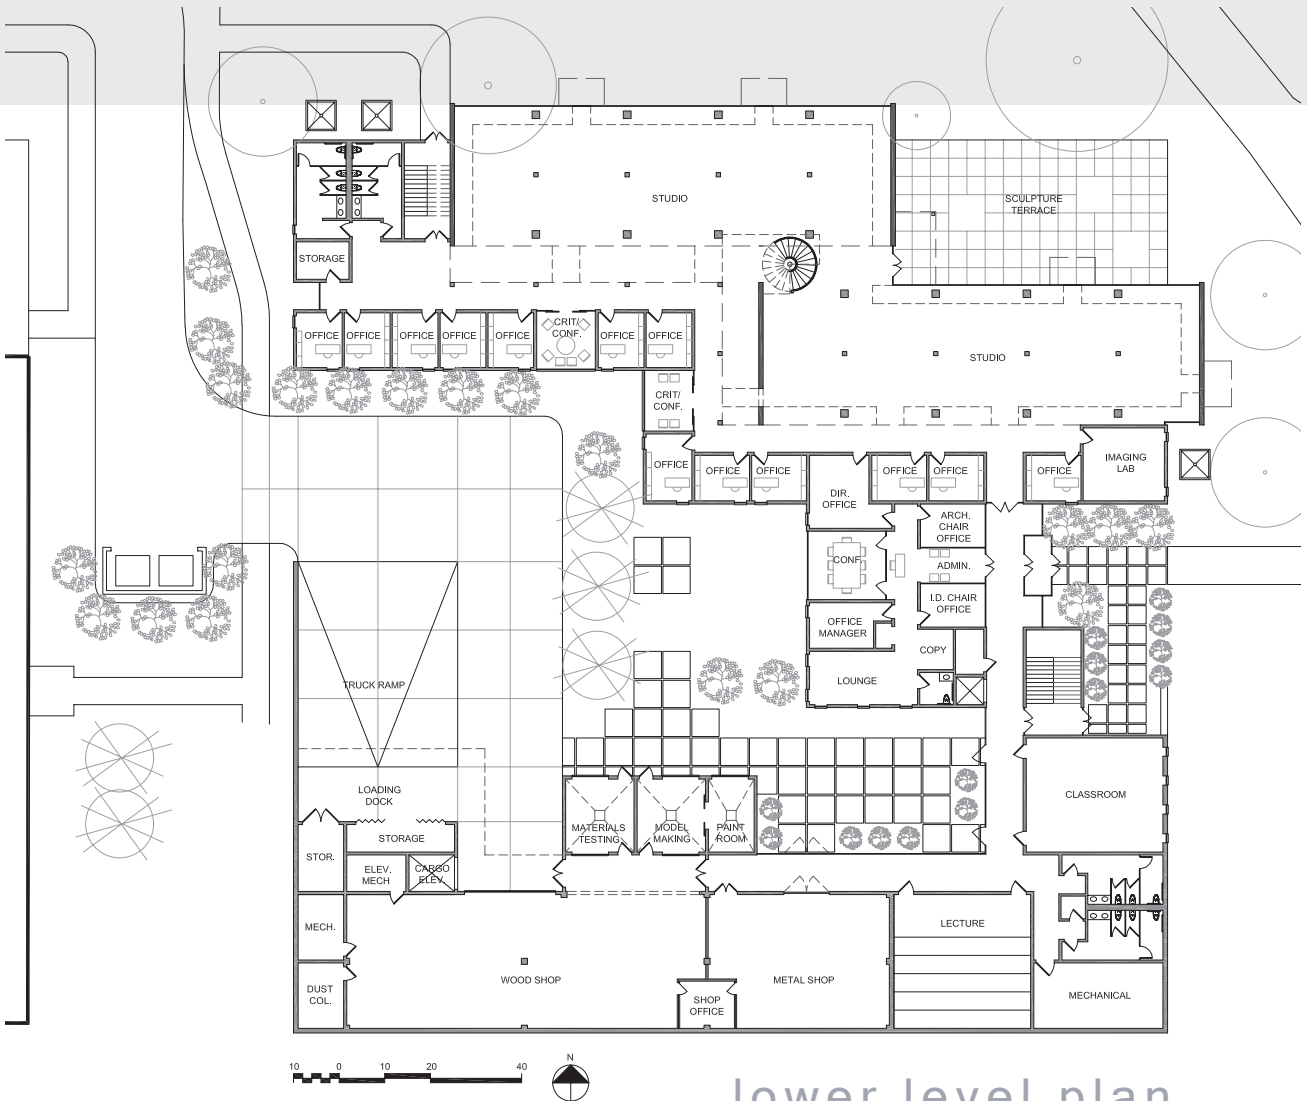 STUDIO
SCULPTURE
TERRACE
STORAGE
OFFICE
OFFICE
OFFICE
OFFICE
OFFICE
CRIT/
CONF.
OFFICE
OFFICE
STUDIO
CRIT/
CONF.
OFFICE
OFFICE
OFFICE
DIR.
OFFICE
OFFICE
OFFICE
OFFICE
IMAGING
LAB
ARCH.
CHAIR
OFFICE
CONF.
ADMIN.
I.D. CHAIR
OFFICE
OFFICE
MANAGER
COPY
LOUNGE
TRUCK RAMP
LOADING
DOCK
STORAGE
MATERIALS
TESTING
MODEL
MAKING
PAINT
ROOM
CLASSROOM
STOR.
ELEV.
MECH
CARGO
ELEV.
MECH.
LECTURE
WOOD SHOP
METAL SHOP
DUST
COL.
SHOP
OFFICE
MECHANICAL
10 0 10 20 40
N
lower level plan